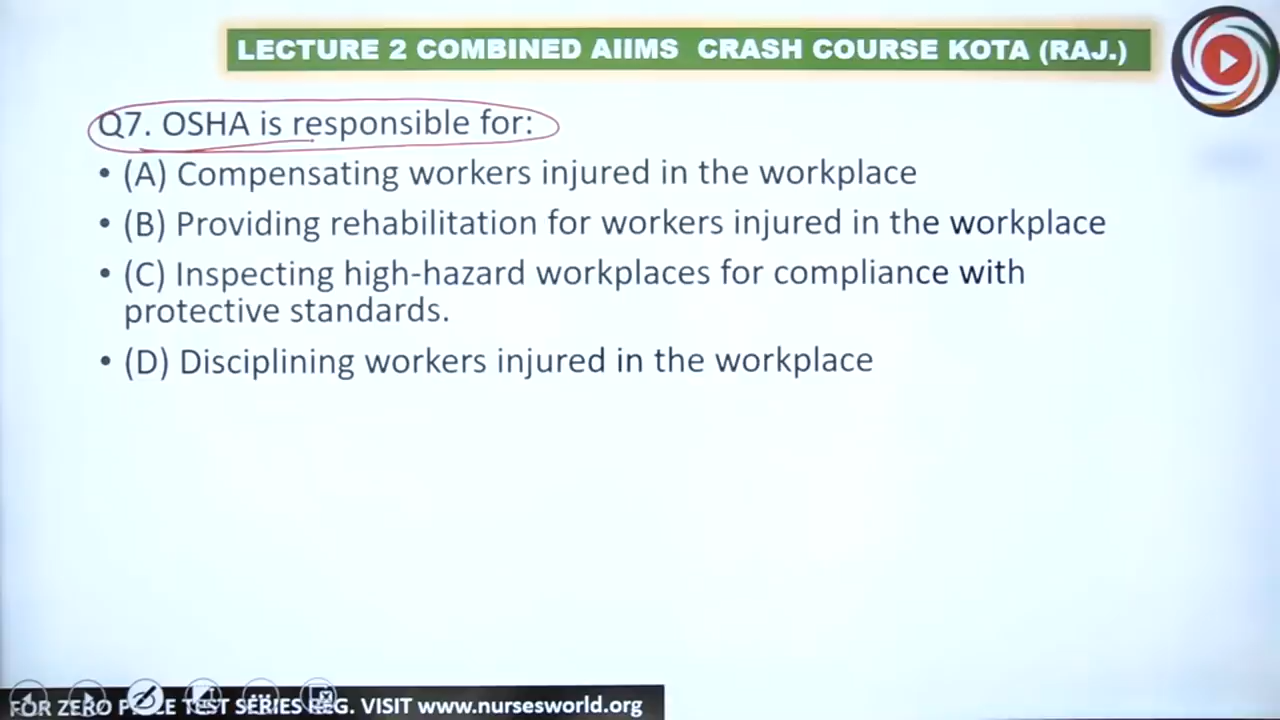 LECTURE 2 COMBINED AIIMS CRASH COURSE KOTA (RAJ.)
Q7. OSHA is responsible for:
• (A) Compensating workers injured in the workplace
• (B) Providing rehabilitation for workers injured in the workplace
• (C) Inspecting high-hazard workplaces for compliance with
protective standards.
• (D) Disciplining workers injured in the workplace
FOR ZERO TEST SERIES REG. VISIT www.nursesworld.org